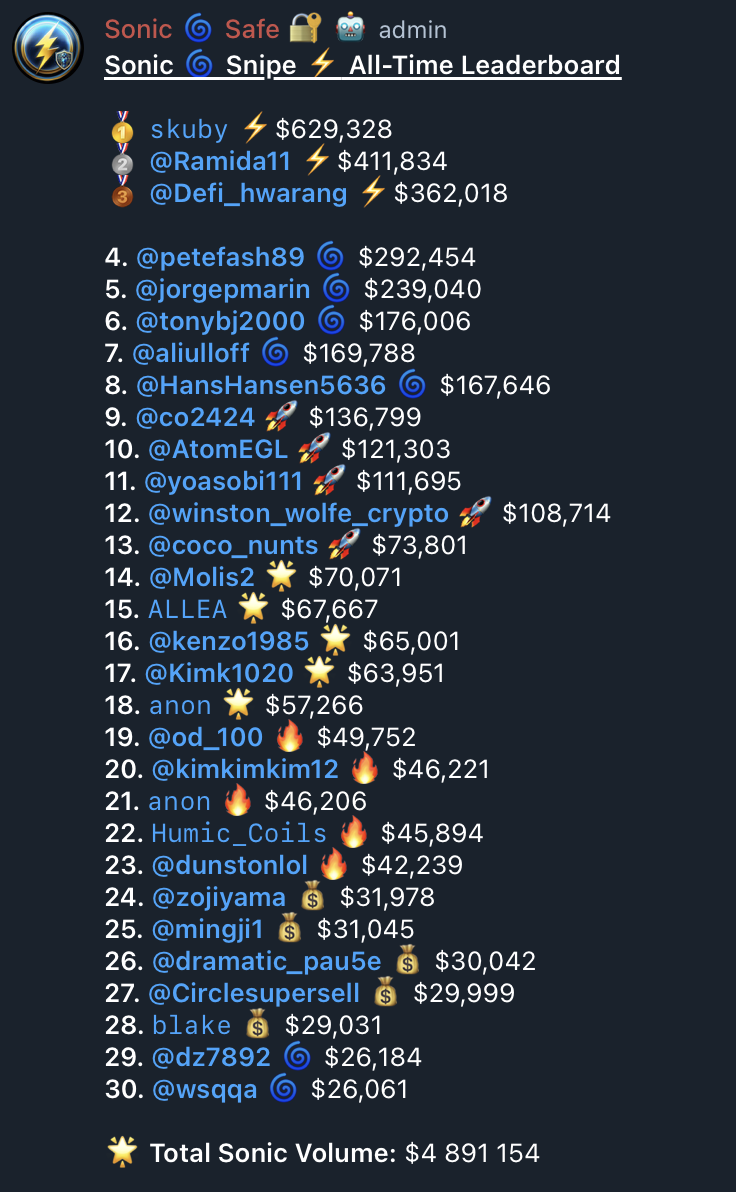 Sonic 🌀 Safe 🔐 🤖 admin
Sonic 🌀 Snipe ⚡ All-Time Leaderboard
🥇 skuby ⚡ $629,328
🥈 @Ramida11 ⚡ $411,834
🥉 @Defi_hwarang ⚡ $362,018
4. @petefash89 🌀 $292,454
5. @jorgepmarin 🌀 $239,040
6. @tonybj2000 🌀 $176,006
7. @aliulloff 🌀 $169,788
8. @HansHansen5636 🌀 $167,646
9. @co2424 🚀 $136,799
10. @AtomEGL 🚀 $121,303
11. @yoasobi111 🚀 $111,695
12. @winston_wolfe_crypto 🚀 $108,714
13. @coco_nunts 🚀 $73,801
14. @Molis2 🌟 $70,071
15. ALLEA 🌟 $67,667
16. @kenzo1985 🌟 $65,001
17. @Kimk1020 🌟 $63,951
18. anon 🌟 $57,266
19. @od_100 🔥 $49,752
20. @kimkimkim12 🔥 $46,221
21. anon 🔥 $46,206
22. Humic_Coils 🔥 $45,894
23. @dunstonlol 🔥 $42,239
24. @zojiyama 💰 $31,978
25. @mingji1 💰 $31,045
26. @dramatic_pau5e 💰 $30,042
27. @Circlesupersell 💰 $29,999
28. blake 💰 $29,031
29. @dz7892 🌀 $26,184
30. @wsqqa 🌀 $26,061
🌟 Total Sonic Volume: $4 891 154